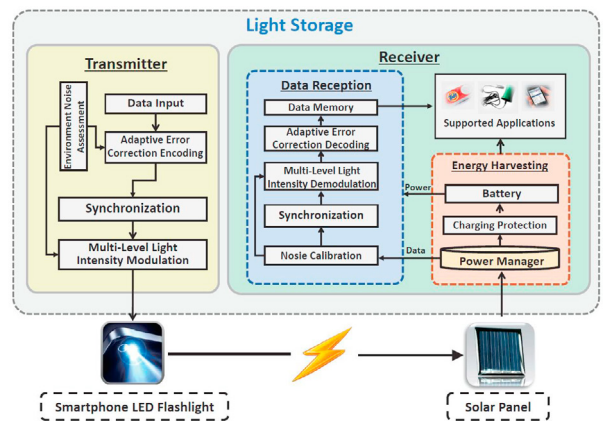 Light Storage
Transmitter
Environment Noise
Assessment
Data Input
Adaptive Error
Correction Encoding
Synchronization
Multi-Level Light
Intensity Modulation
Receiver
Data Reception
Data Memory
Adaptive Error
Correction Decoding
Multi-Level Light
Intensity Demodulation
Synchronization
Nosie Calibration
Supported Applications
Energy Harvesting
Power
Battery
Charging Protection
Data
Power Manager
Smartphone LED Flashlight
Solar Panel